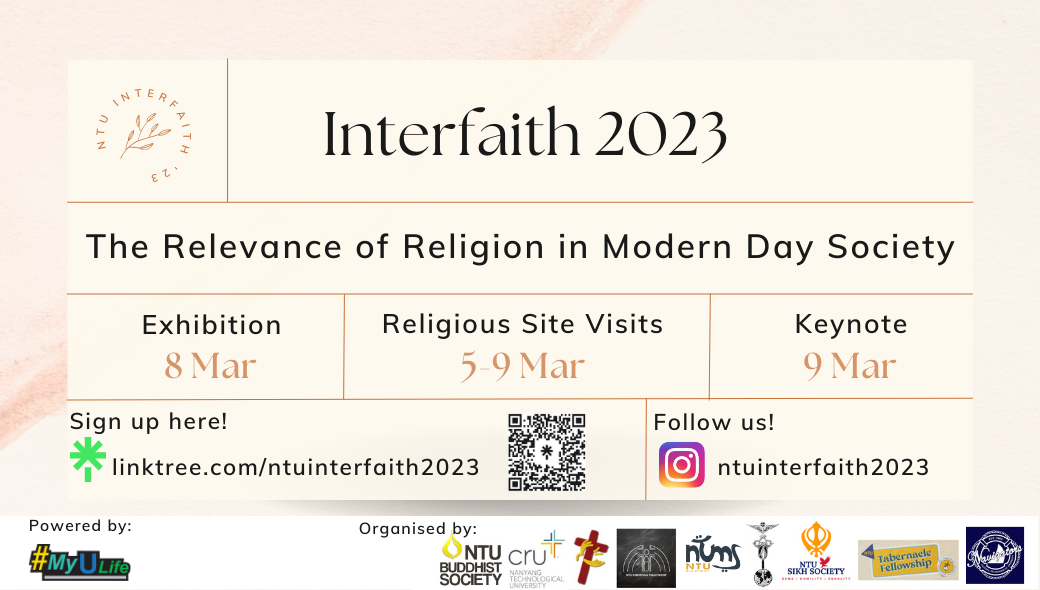 NTU INTERFAITH '23
Interfaith 2023
The Relevance of Religion in Modern Day Society
Exhibition
8 Mar
Religious Site Visits
5-9 Mar
Keynote
9 Mar
Sign up here!
linktree.com/ntuinterfaith2023
Follow us!
ntuinterfaith2023
Powered by:
#MyULife
Organised by:
NTU
BUDDHIST
SOCIETY
cru
NANYANG
TECHNOLOGICAL
UNIVERSITY
nums
NTU
NTU
SIKH SOCIETY
Tabernacle
Fellowship